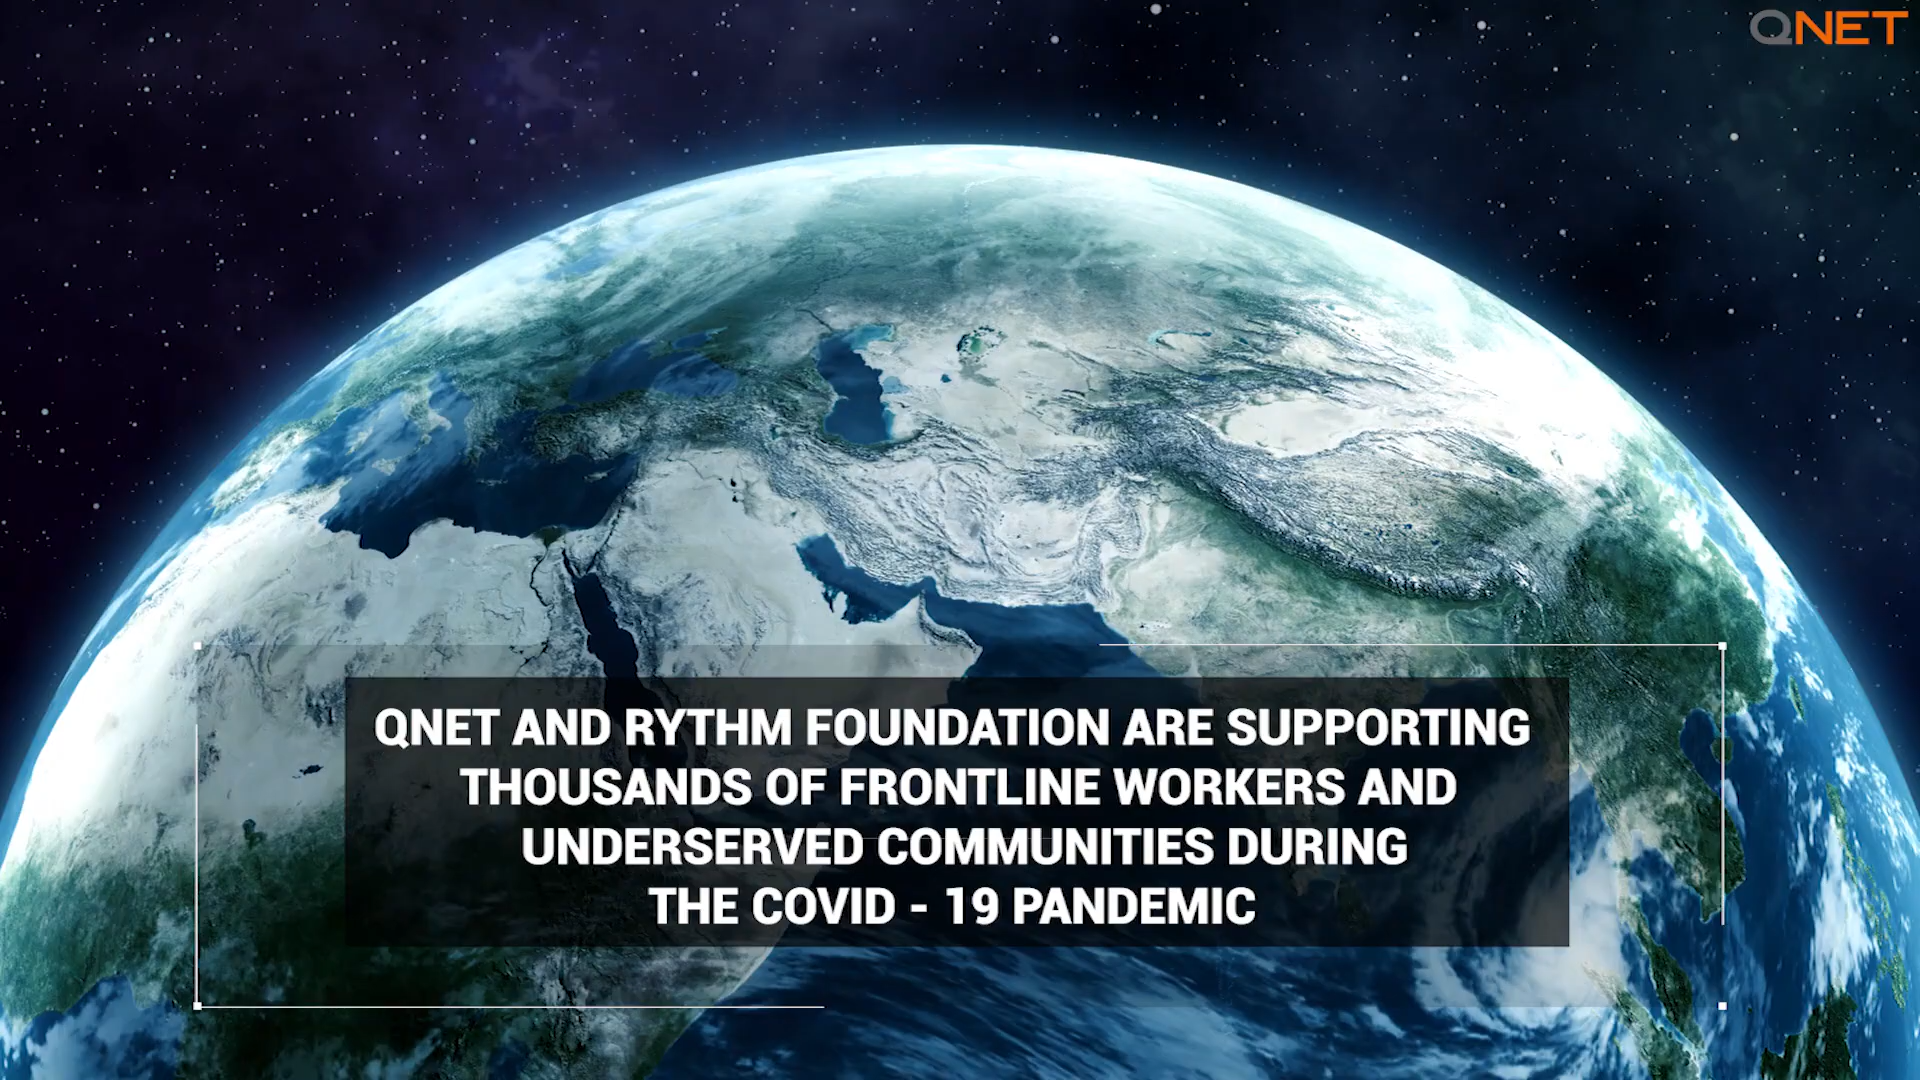 QNET
QNET AND RYTHM FOUNDATION ARE SUPPORTING
THOUSANDS OF FRONTLINE WORKERS AND
UNDERSERVED COMMUNITIES DURING
THE COVID - 19 PANDEMIC